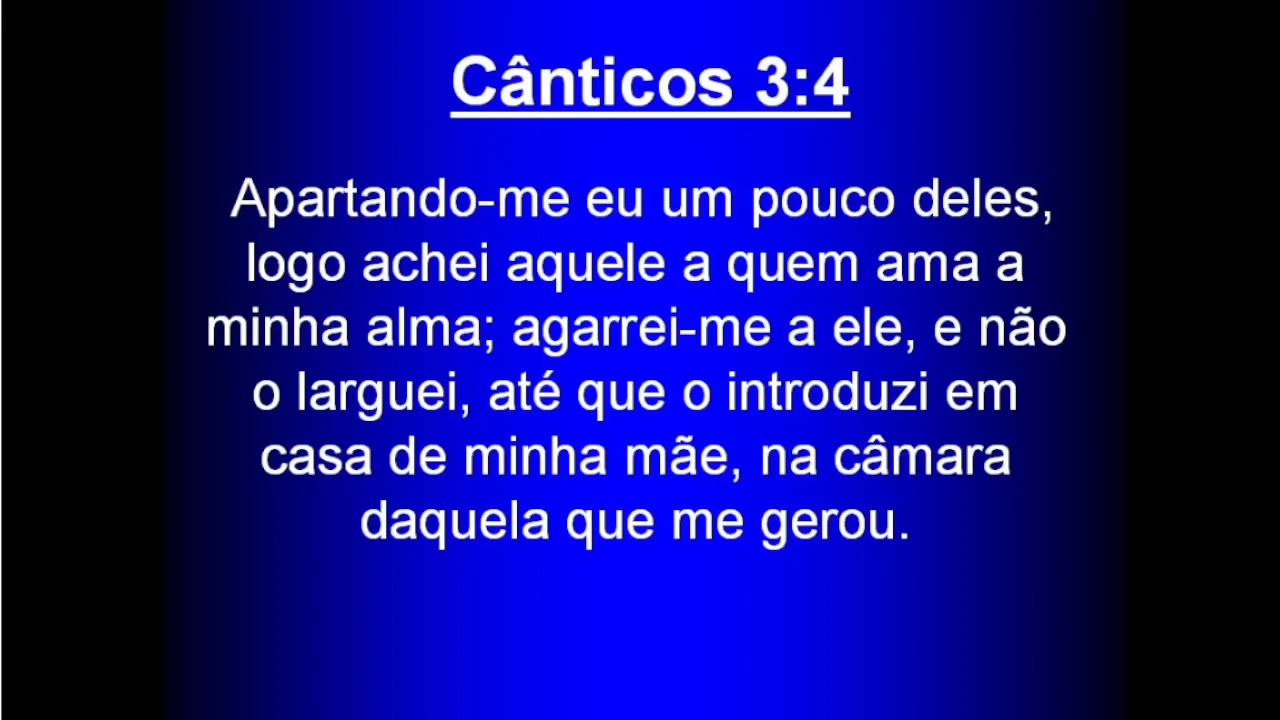 Cânticos 3:4
Apartando-me eu um pouco deles,
logo achei aquele a quem ama a
minha alma; agarrei-me a ele, e não
o larguei, até que o introduzi em
casa de minha mãe, na câmara
daquela que me gerou.